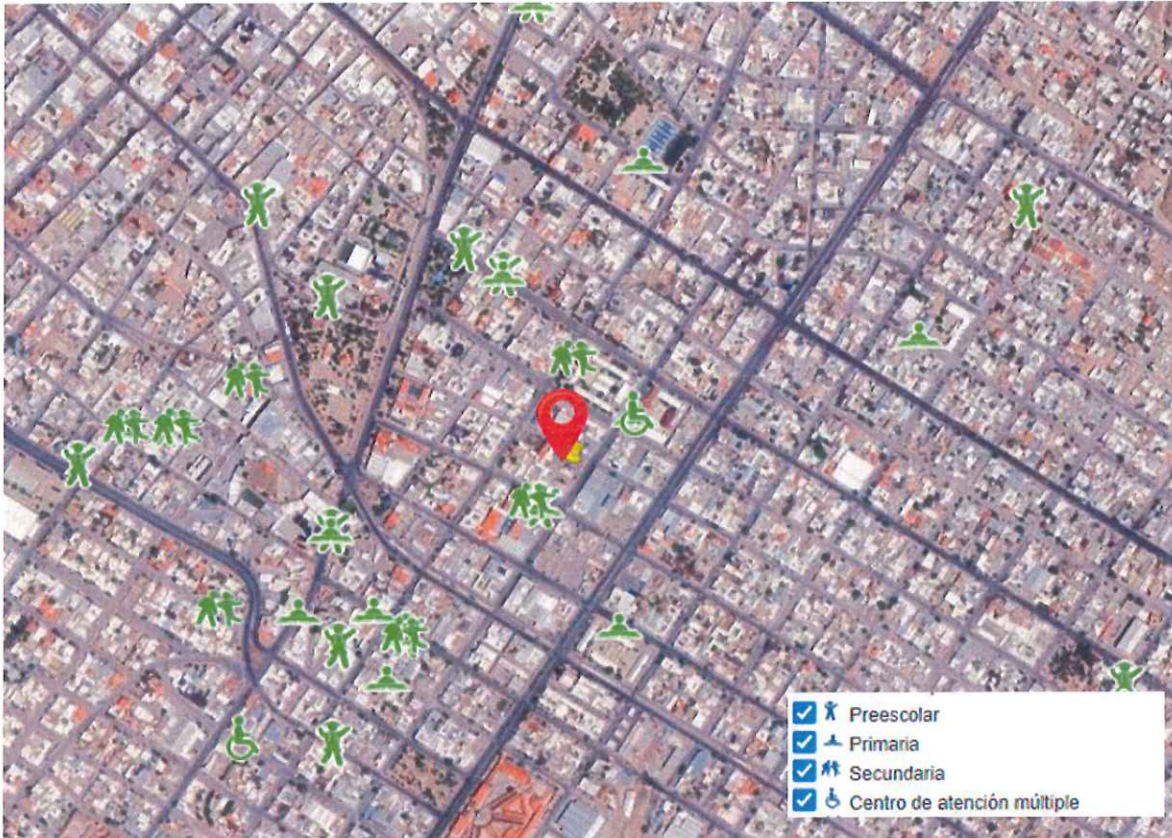 Preescolar
Primaria
Secundaria
Centro de atención múltiple